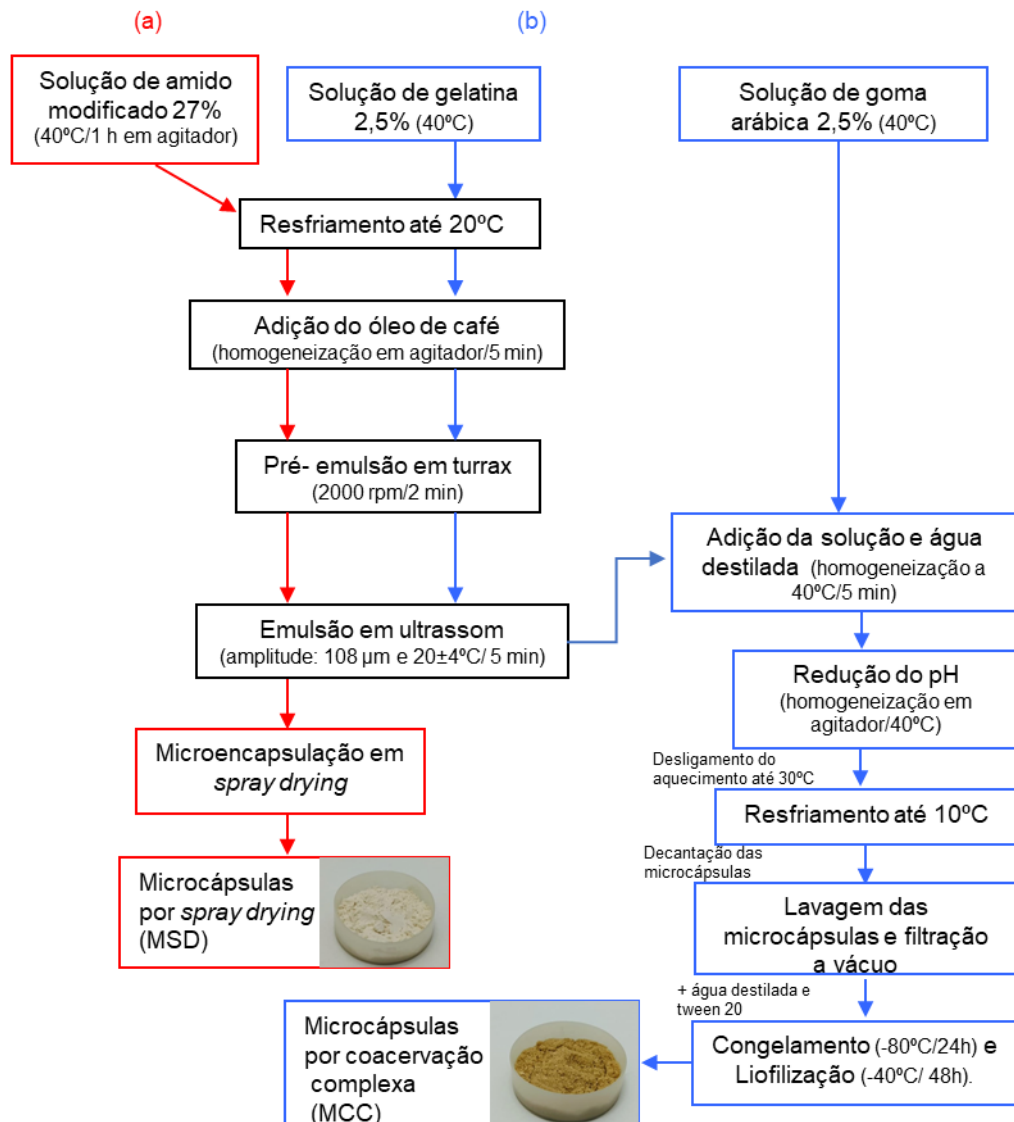 (a)
(b)
Solução de amido
modificado 27%
(40ºC/1 h em agitador)
Solução de gelatina
2,5% (40ºC)
Solução de goma
arábica 2,5% (40ºC)
Resfriamento até 20ºC
Adição do óleo de café
(homogeneização em agitador/5 min)
Pré- emulsão em turrax
(2000 rpm/2 min)
Emulsão em ultrassom
(amplitude: 108 µm e 20±4ºC/ 5 min)
Microencapsulação em
spray drying
Microcápsulas
por spray drying
(MSD)
Adição da solução e água
destilada (homogeneização a
40ºC/5 min)
Redução do pH
(homogeneização em
agitador/40ºC)
Desligamento do
aquecimento até 30ºC
Resfriamento até 10ºC
Decantação das
microcápsulas
Lavagem das
microcápsulas e filtração
a vácuo
+ água destilada e
tween 20
Congelamento (-80ºC/24h) e
Liofilização (-40ºC/ 48h).
Microcápsulas
por coacervação
complexa
(MCC)